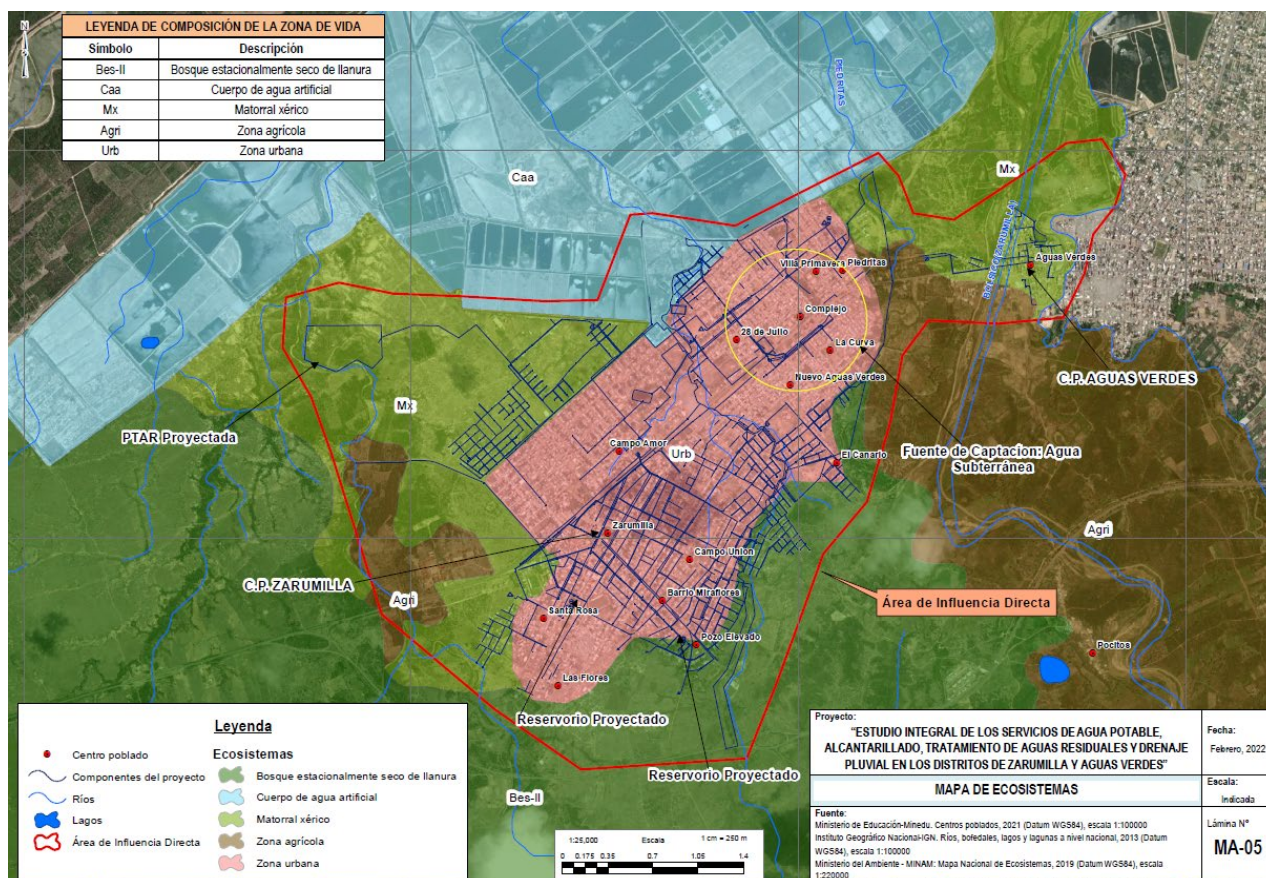 N
LEYENDA DE COMPOSICIÓN DE LA ZONA DE VIDA
Símbolo Descripción
Bes-II Bosque estacionalmente seco de llanura
Caa Cuerpo de agua artificial
Mx Matorral xérico
Agri Zona agrícola
Urb Zona urbana
PIEDRITAS
Caa
Mx
Villa Primavera
Piedritas
Aguas Verdes
Complejo
28 de Julio
La Curva
Nuevo Aguas Verdes
C.P. AGUAS VERDES
Mx
PTAR Proyectada
Campo Amor
Urb
El Canario
Fuente de Captacion: Agua
Subterránea
Zarumilla
Agri
Campo Union
C.P. ZARUMILLA
Agri
Barrio Miraflores
Área de Influencia Directa
Santa Rosa
Pozo Elevado
Pocitos
Las Flores
Reservorio Proyectado
Reservorio Proyectado
Bes-II
Leyenda
Centro poblado
Componentes del proyecto
Ríos
Lagos
Área de Influencia Directa
Ecosistemas
Bosque estacionalmente seco de llanura
Cuerpo de agua artificial
Matorral xérico
Zona agrícola
Zona urbana
1:25,000 Escala 1 cm = 250 m
0 0.175 0.35 0.7 1.05 1.4
Proyecto:
"ESTUDIO INTEGRAL DE LOS SERVICIOS DE AGUA POTABLE,
ALCANTARILLADO, TRATAMIENTO DE AGUAS RESIDUALES Y DRENAJE
PLUVIAL EN LOS DISTRITOS DE ZARUMILLA Y AGUAS VERDES"
Fecha:
Febrero, 2022
MAPA DE ECOSISTEMAS
Escala:
Indicada
Fuente:
Ministerio de Educación-Minedu. Centros poblados, 2021 (Datum WGS84), escala 1:100000
Instituto Geográfico Nacional-IGN. Ríos, bofedales, lagos y lagunas a nivel nacional, 2013 (Datum
WGS84), escala 1:100000
Ministerio del Ambiente - MINAM: Mapa Nacional de Ecosistemas, 2019 (Datum WGS84), escala
1:220000
Lámina N°
MA-05